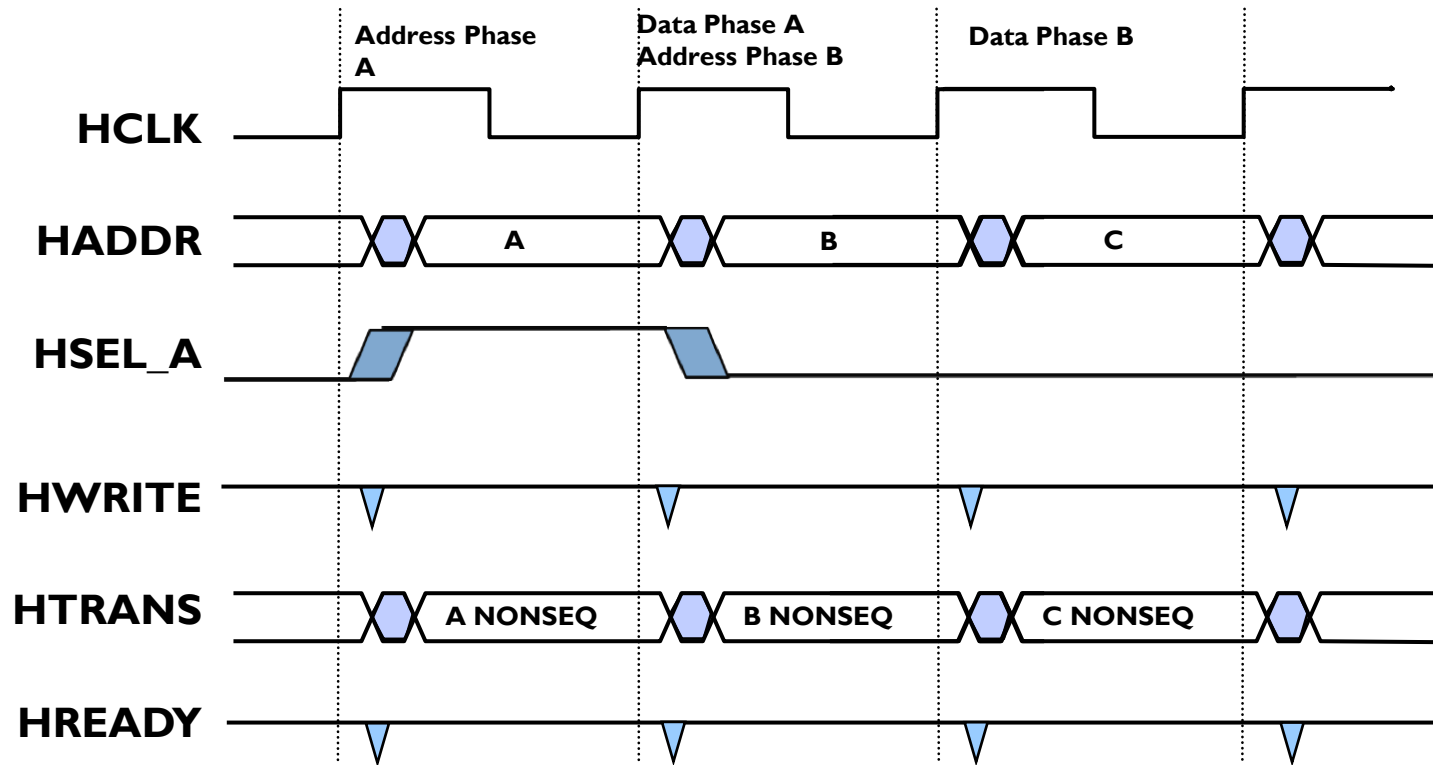 Address Phase
A
Data Phase A
Address Phase B
Data Phase B
HCLK
HADDR
A
B
C
HSEL_A
HWRITE
HTRANS
A NONSEQ
B NONSEQ
C NONSEQ
HREADY